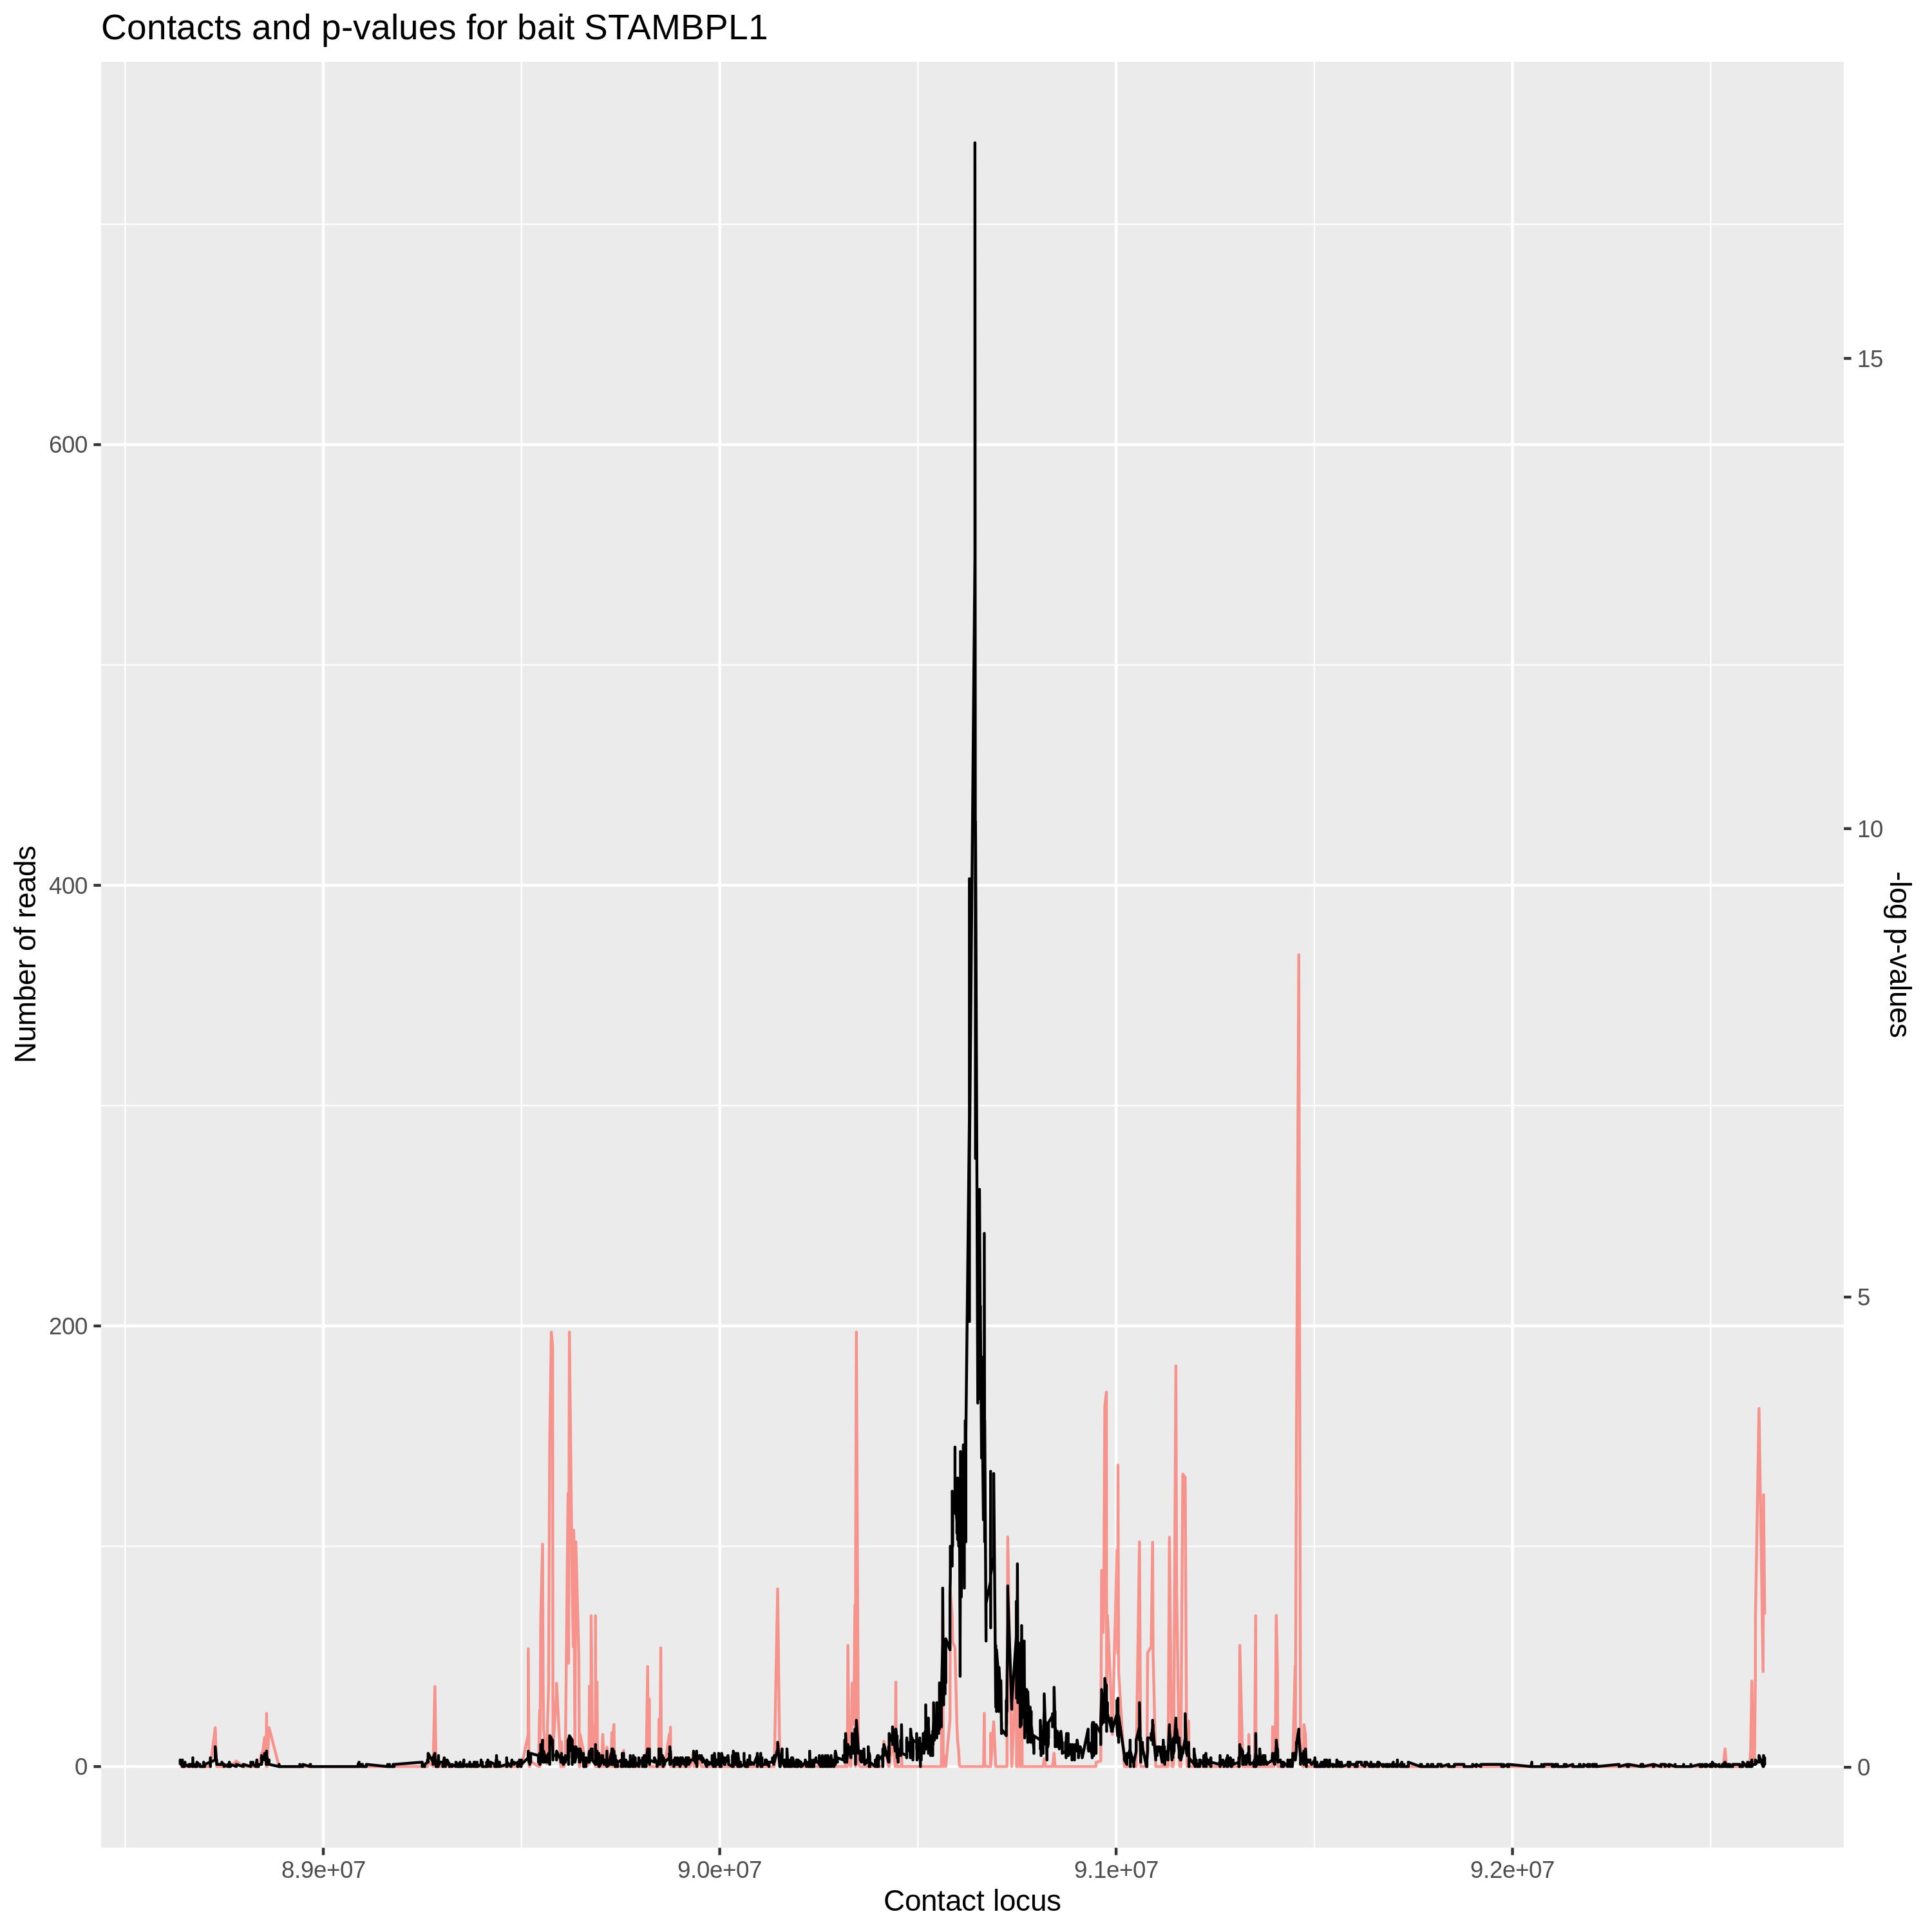 Contacts and p-values for bait STAMBPL1
Number of reads
600
400
200
0
15
10
5
0
-log p-values
8.9e+07
9.0e+07
9.1e+07
9.2e+07
Contact locus